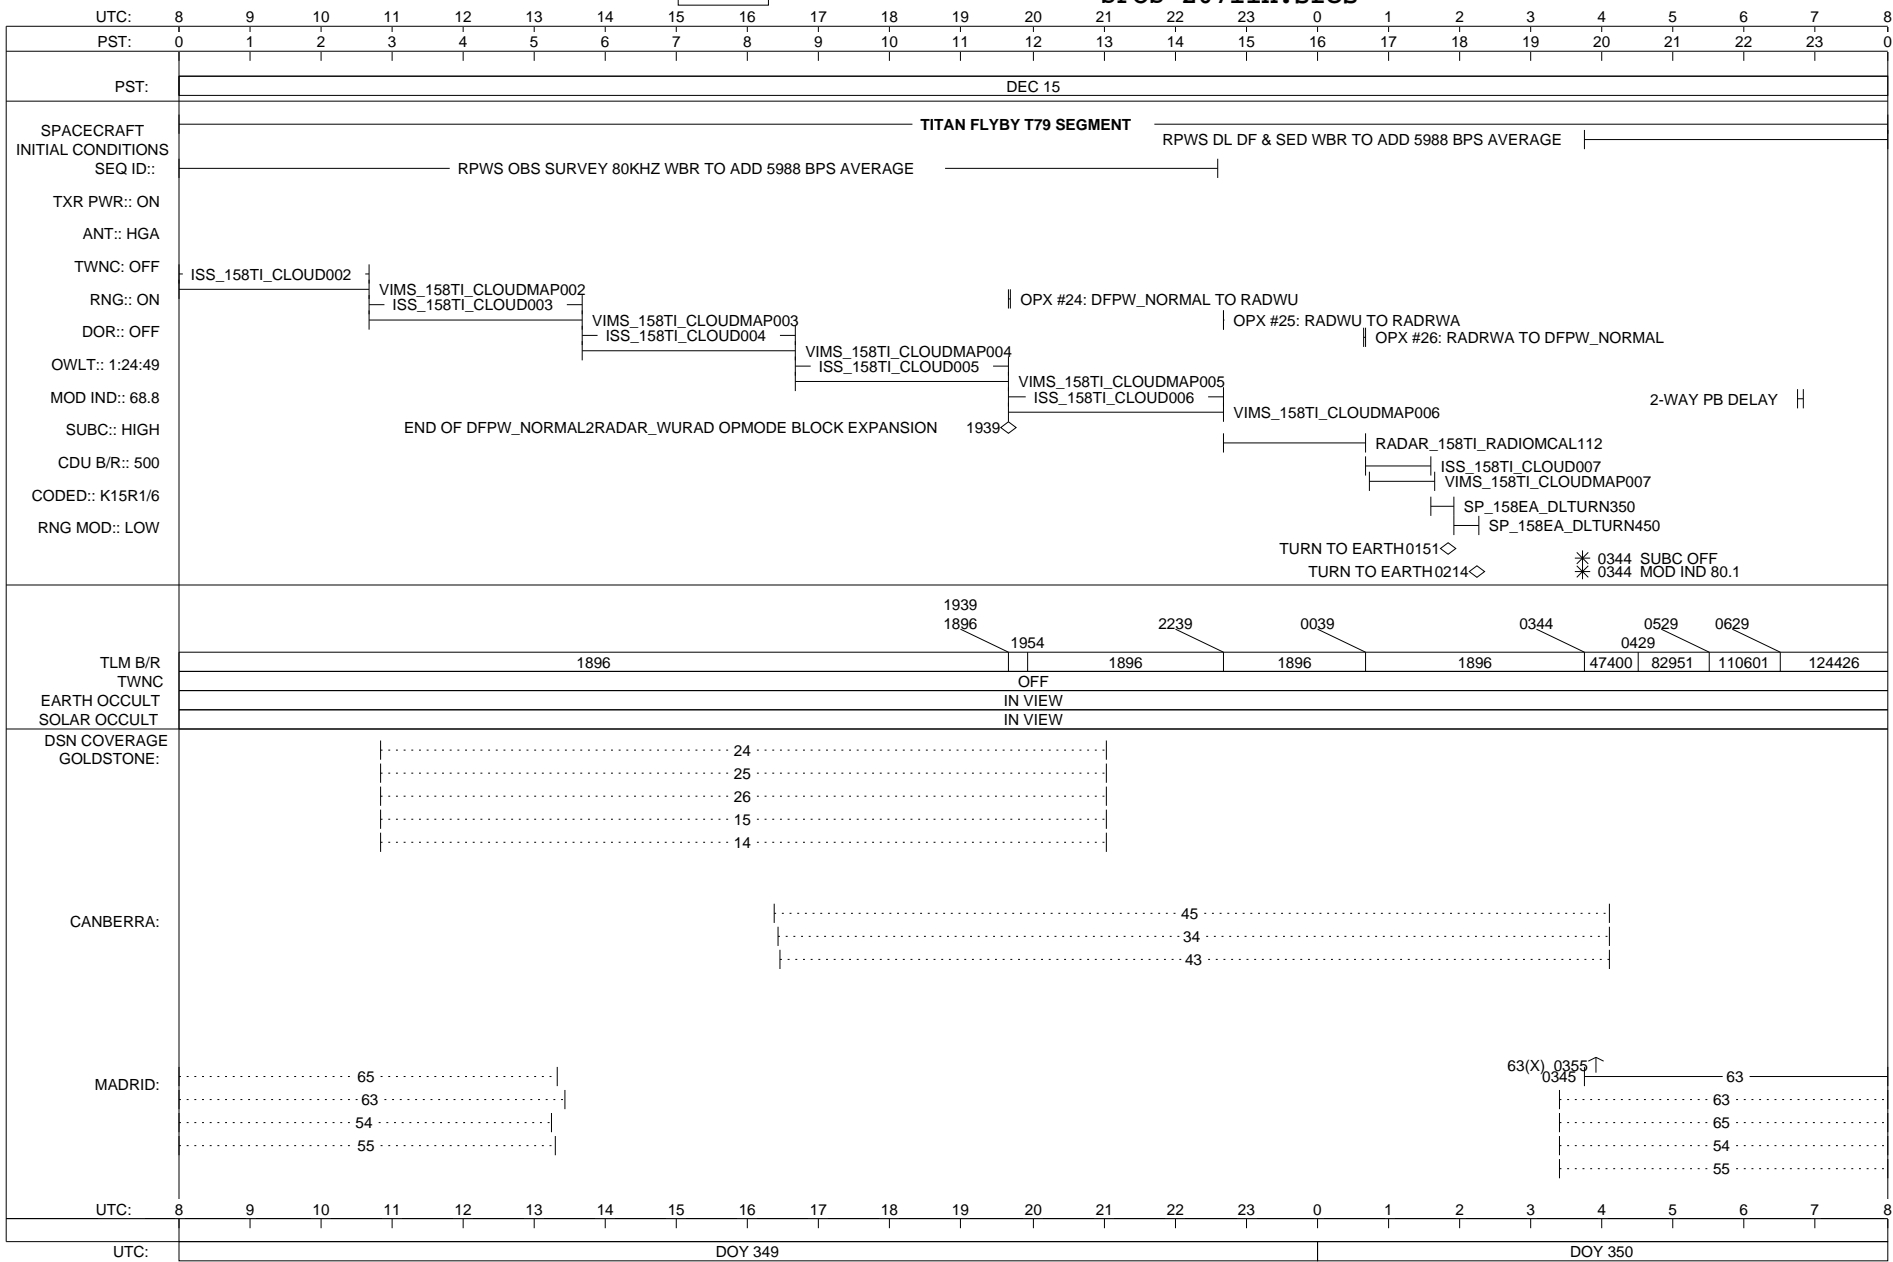 UTC: 8 9 10 11 12 13 14 15 16 17 18 19 20 21 22 23 0 1 2 3 4 5 6 7 8
PST: 0 1 2 3 4 5 6 7 8 9 10 11 12 13 14 15 16 17 18 19 20 21 22 23 0
PST: DEC 15
TITAN FLYBY T79 SEGMENT
SPACECRAFT
INITIAL CONDITIONS
RPWS DL DF & SED WBR TO ADD 5988 BPS AVERAGE
SEQ ID:: RPWS OBS SURVEY 80KHZ WBR TO ADD 5988 BPS AVERAGE
TXR PWR:: ON
ANT:: HGA
TWNC: OFF
ISS_158TI_CLOUD002
VIMS_158TI_CLOUDMAP002
RNG:: ON
ISS_158TI_CLOUD003
OPX #24: DFPW_NORMAL TO RADWU
VIMS_158TI_CLOUDMAP003
OPX #25: RADWU TO RADRWA
DOR:: OFF
ISS_158TI_CLOUD004
OPX #26: RADRWA TO DFPW_NORMAL
VIMS_158TI_CLOUDMAP004
OWLT:: 1:24:49
ISS_158TI_CLOUD005
VIMS_158TI_CLOUDMAP005
MOD IND:: 68.8
ISS_158TI_CLOUD006
2-WAY PB DELAY
VIMS_158TI_CLOUDMAP006
SUBC:: HIGH
END OF DFPW_NORMAL2RADAR_WURAD OPMODE BLOCK EXPANSION 1939
RADAR_158TI_RADIOMCAL112
CDU B/R:: 500
ISS_158TI_CLOUD007
VIMS_158TI_CLOUDMAP007
CODED:: K15R1/6
SP_158EA_DLTURN350
RNG MOD:: LOW
SP_158EA_DLTURN450
TURN TO EARTH 0151
0344 SUBC OFF
TURN TO EARTH 0214
0344 MOD IND 80.1
1939
1896 2239 0039 0344 0529 0629
1954 0429
TLM B/R 1896 1896 1896 1896 47400 82951 110601 124426
TWNC OFF
EARTH OCCULT IN VIEW
SOLAR OCCULT IN VIEW
DSN COVERAGE
GOLDSTONE:
24
25
26
15
14
CANBERRA:
45
34
43
MADRID:
63(X) 0355
65 0345 63
63 63
54 65
55 54
55
UTC: 8 9 10 11 12 13 14 15 16 17 18 19 20 21 22 23 0 1 2 3 4 5 6 7 8
UTC: DOY 349 DOY 350